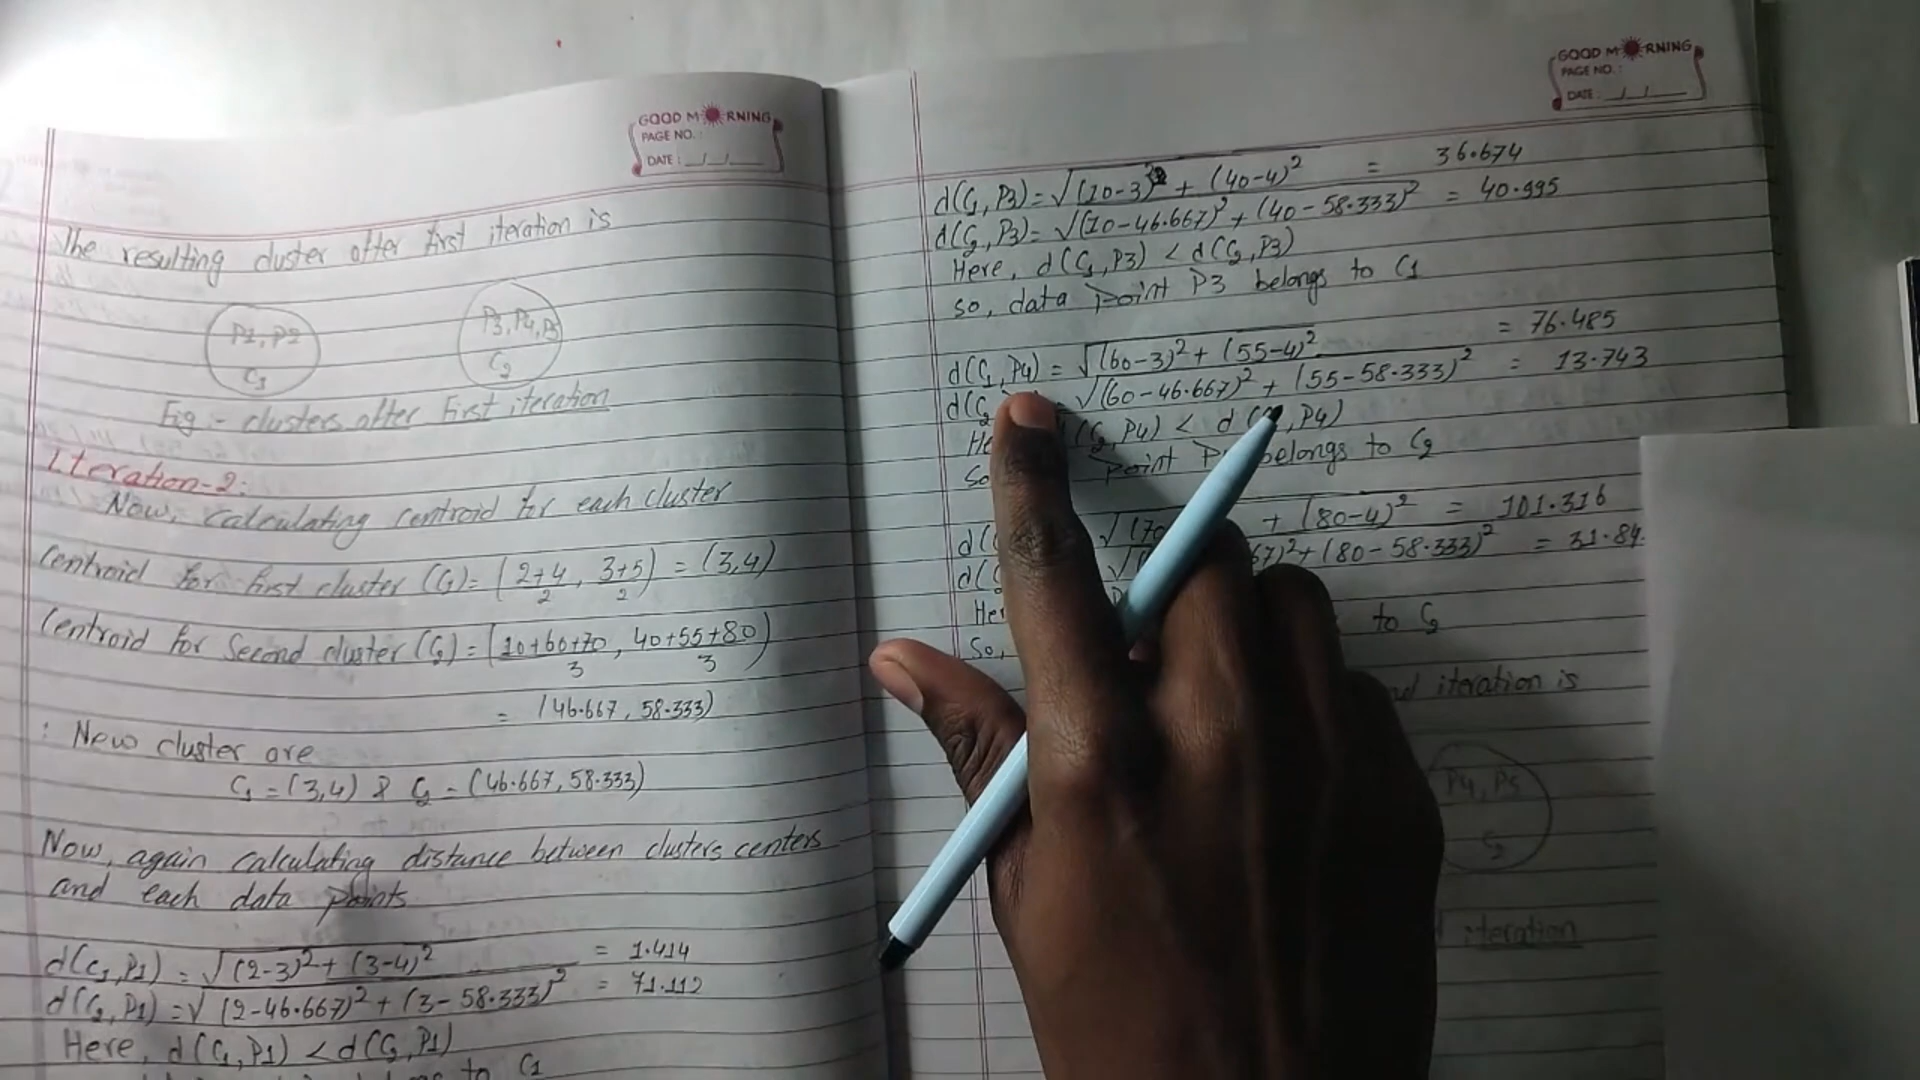 GOOD MORNING
PAGE NO. :
DATE : _/_/_
The resulting cluster after first iteration is
P1, P2
C1
P3, P4, P5
C2
Fig :- clusters after First iteration
Iteration-2:
Now, calculating centroid for each cluster
Centroid for first cluster (C1) = (2+4/2, 3+5/2) = (3,4)
Centroid for Second cluster (C2) = (10+60+70/3, 40+55+80/3)
= (46.667, 58.333)
: New cluster are
C1 = (3,4) & C2 = (46.667, 58.333)
Now, again calculating distance between clusters centers
and each data points
d(C1, P1) = √(2-3)² + (3-4)² = 1.414
d(C2, P1) = √(2-46.667)² + (3-58.333)² = 71.112
Here, d(C1, P1) < d(C2, P1)
to C1
GOOD MORNING
PAGE NO. :
DATE : _/_/_
d(C1, P3) = √(10-3)² + (40-4)² = 36.674
d(C2, P3) = √(10-46.667)² + (40-58.333)² = 40.995
Here, d(C1, P3) < d(C2, P3)
so, data point P3 belongs to C1
d(C1, P4) = √(60-3)² + (55-4)² = 76.485
d(C2 = √(60-46.667)² + (55-58.333)² = 13.743
(C2, P4) < d( , P4)
So point belongs to C2
√(70 + (80-4)² = 101.316
67)² + (80-58.333)² = 31.84
to C2
So,
iteration is
P4, P5
C2
iteration